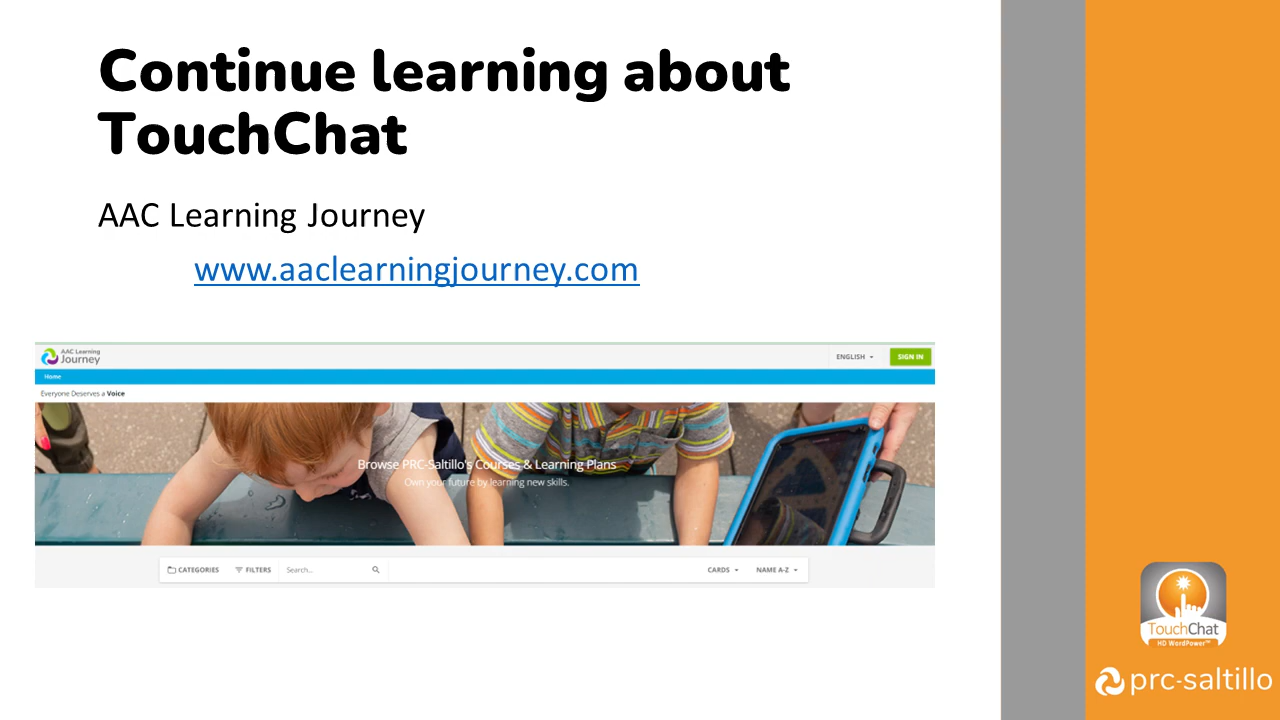 Continue learning about
TouchChat
AAC Learning Journey
www.aaclearningjourney.com
AAC Learning
Journey
ENGLISH
SIGN IN
Home
Everyone Deserves a Voice
Browse PRC-Saltillo's Courses & Learning Plans
Own your future by learning new skills.
CATEGORIES
FILTERS
Search...
CARDS
NAME A-Z
TouchChat
HD WordPower™
prc-saltillo